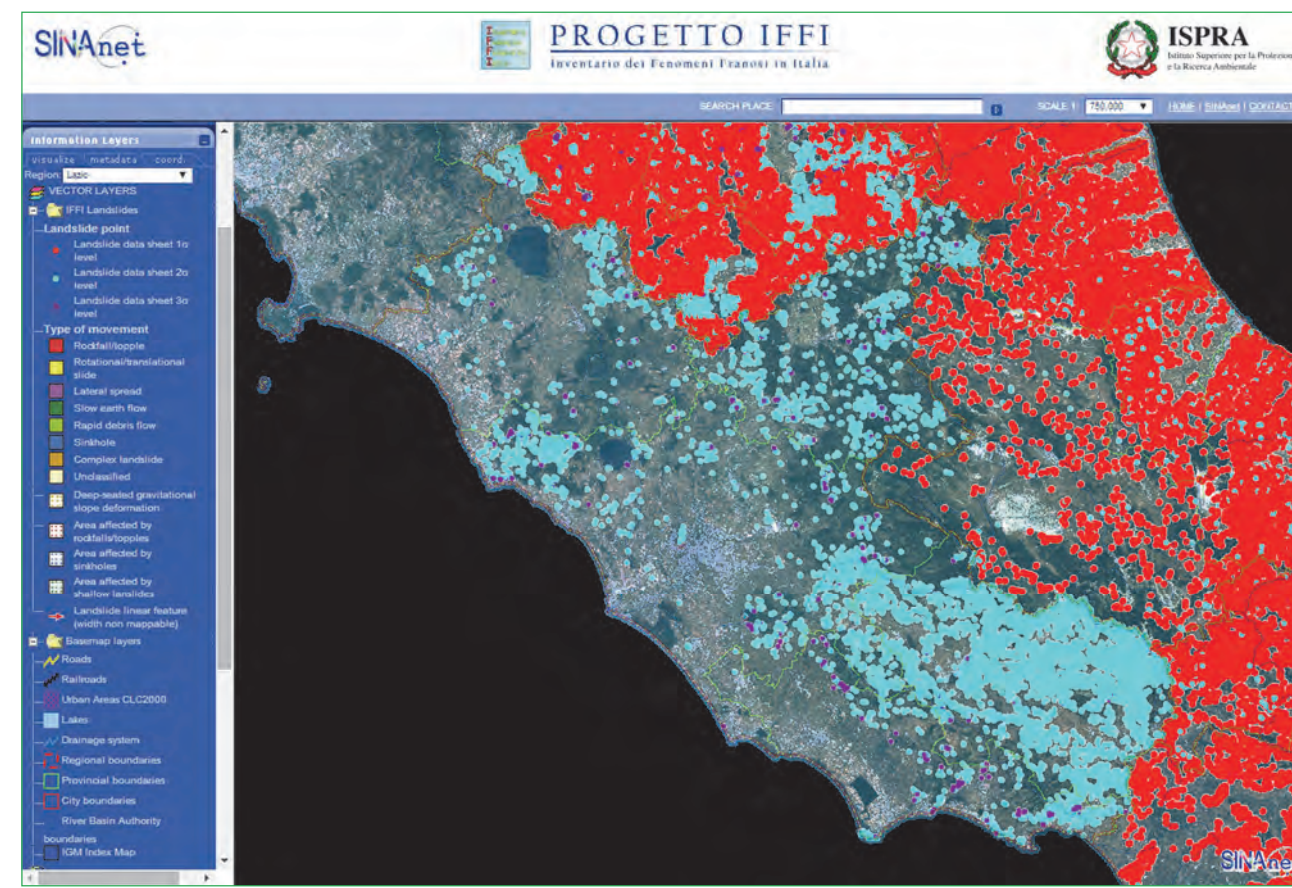 SINAnet
PROGETTO IFFI
Inventario dei Fenomeni Franosi in Italia
ISPRA
Istituto Superiore per la Protezione
e la Ricerca Ambientale
SEARCH PLACE
SCALE 1:
750.000
HOME | SINAnet | CONTACT
Information Layers
visualize
metadata
coordi
Region: Lazio
VECTOR LAYERS
IFFI Landslides
Landslide point
Landslide data sheet 1o
level
Landslide data sheet 2o
level
Landslide data sheet 3o
level
Type of movement
Rockfall/topple
Rotational/translational
slide
Lateral spread
Slow earth flow
Rapid debris flow
Sinkhole
Complex landslide
Unclassified
Deep-seated gravitational
slope deformation
Area affected by
rockfalls/topples
Area affected by
sinkholes
Area affected by
shallow lanslides
Landslide linear feature
(width non mappable)
Basemap layers
Roads
Railroads
Urban Areas CLC2000
Lakes
Drainage system
Regional boundaries
Provincial boundaries
City boundaries
River Basin Authority
boundaries
IGM Index Map
SINAne